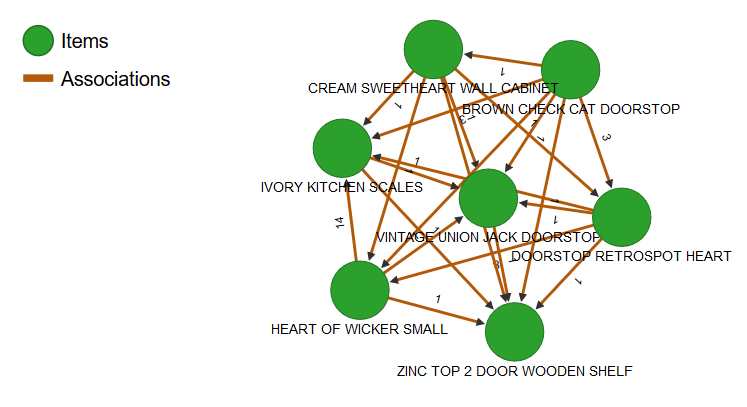 Items
Associations
CREAM SWEETHEART WALL CABINET
BROWN CHECK CAT DOORSTOP
IVORY KITCHEN SCALES
VINTAGE UNION JACK DOORSTOP
DOORSTOP RETROSPOT HEART
HEART OF WICKER SMALL
ZINC TOP 2 DOOR WOODEN SHELF
1
1
3
1
14
1
1
1